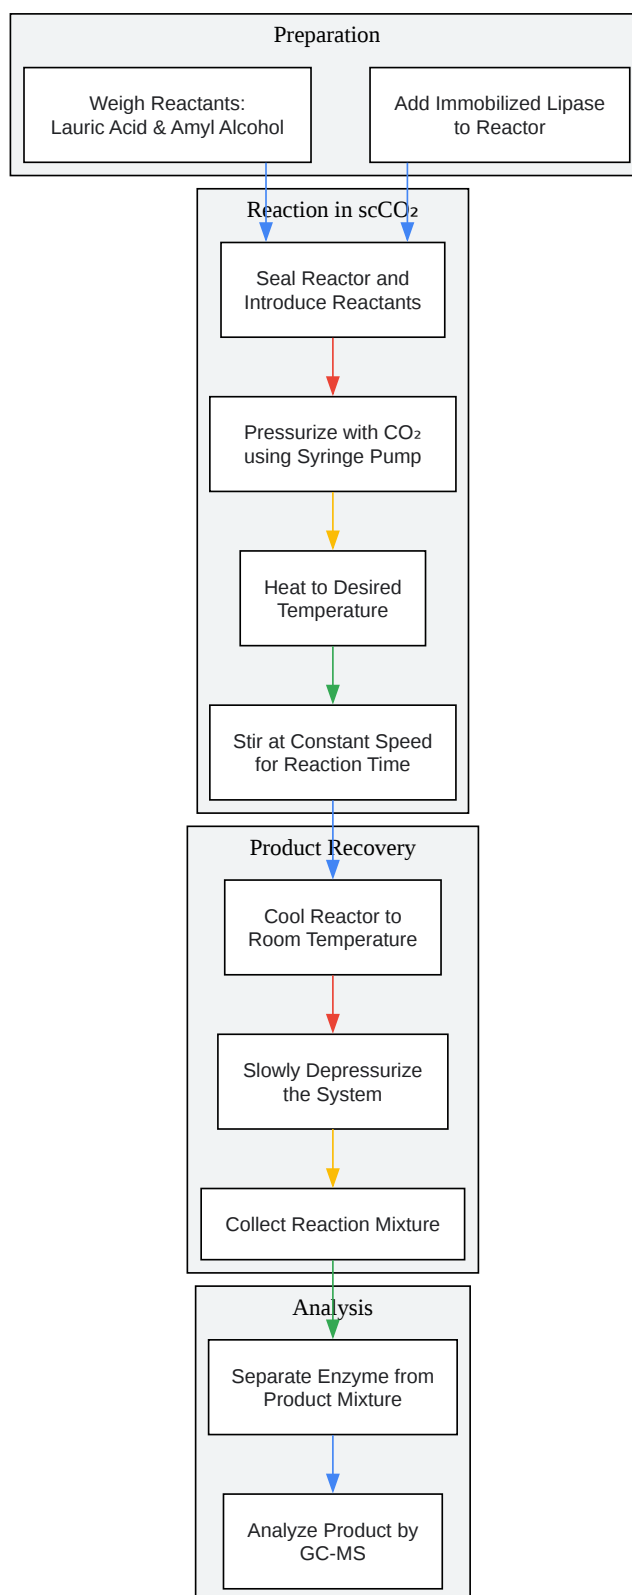 Preparation
Weigh Reactants:
Lauric Acid & Amyl Alcohol
Add Immobilized Lipase
to Reactor
Reaction in scCO₂
Seal Reactor and
Introduce Reactants
Pressurize with CO₂
using Syringe Pump
Heat to Desired
Temperature
Stir at Constant Speed
for Reaction Time
Product Recovery
Cool Reactor to
Room Temperature
Slowly Depressurize
the System
Collect Reaction Mixture
Analysis
Separate Enzyme from
Product Mixture
Analyze Product by
GC-MS